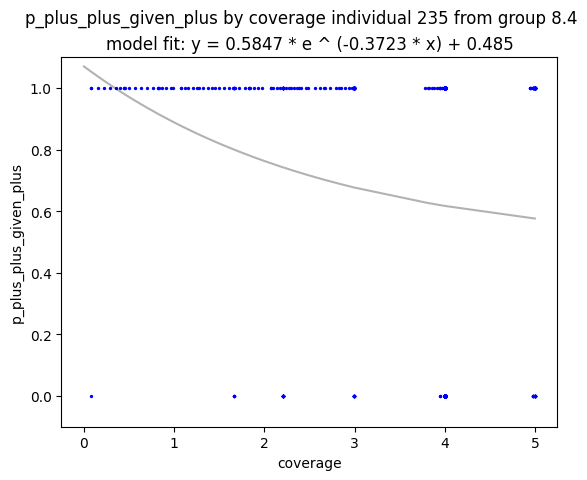 p_plus_plus_given_plus by coverage individual 235 from group 8.4
model fit: y = 0.5847 * e ^ (-0.3723 * x) + 0.485
p_plus_plus_given_plus
1.0
0.8
0.6
0.4
0.2
0.0
0 1 2 3 4 5
coverage